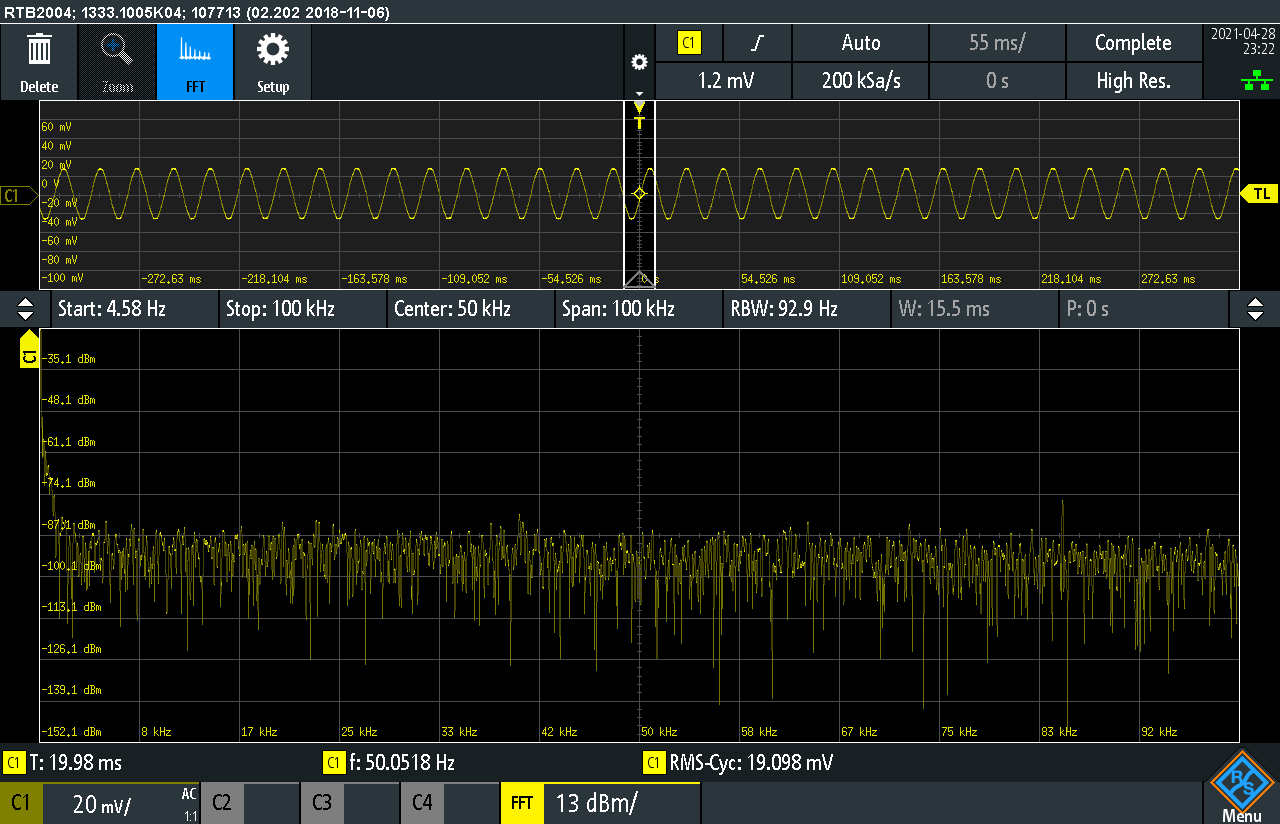 RTB2004; 1333.1005K04; 107713 (02.202 2018-11-06)
Delete
Zoom
FFT
Setup
C1
Auto
55 ms/
Complete
2021-04-28
23:22
1.2 mV
200 kSa/s
0 s
High Res.
T
60 mV
40 mV
20 mV
0 V
-20 mV
-40 mV
-60 mV
-80 mV
-100 mV
C1
TL
-272.63 ms
-218.104 ms
-163.578 ms
-109.052 ms
-54.526 ms
0 s
54.526 ms
109.052 ms
163.578 ms
218.104 ms
272.63 ms
Start: 4.58 Hz
Stop: 100 kHz
Center: 50 kHz
Span: 100 kHz
RBW: 92.9 Hz
W: 15.5 ms
P: 0 s
C1
-35.1 dBm
-48.1 dBm
-61.1 dBm
-74.1 dBm
-87.1 dBm
-100.1 dBm
-113.1 dBm
-126.1 dBm
-139.1 dBm
-152.1 dBm
8 kHz
17 kHz
25 kHz
33 kHz
42 kHz
50 kHz
58 kHz
67 kHz
75 kHz
83 kHz
92 kHz
C1 T: 19.98 ms
C1 f: 50.0518 Hz
C1 RMS-Cyc: 19.098 mV
C1
20 mV/
AC
1:1
C2
C3
C4
FFT
13 dBm/
R S
Menu